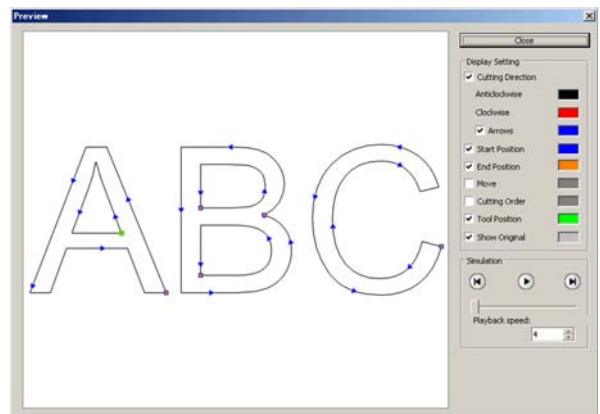 Preview
Close
Display Setting
Cutting Direction
Anticlockwise
Clockwise
Arrows
Start Position
End Position
Move
Cutting Order
Tool Position
Show Original
Simulation
Playback speed:
4
ABC